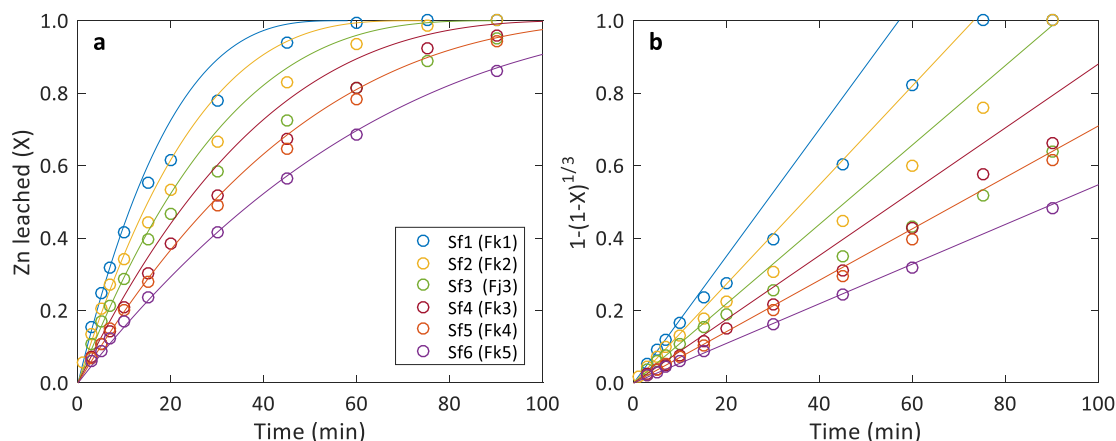 a
Zn leached (X)
1.0
0.8
0.6
0.4
0.2
0.0
0 20 40 60 80 100
Time (min)
Sf1 (Fk1)
Sf2 (Fk2)
Sf3 (Fj3)
Sf4 (Fk3)
Sf5 (Fk4)
Sf6 (Fk5)
b
1-(1-X)^1/3
1.0
0.8
0.6
0.4
0.2
0.0
0 20 40 60 80 100
Time (min)